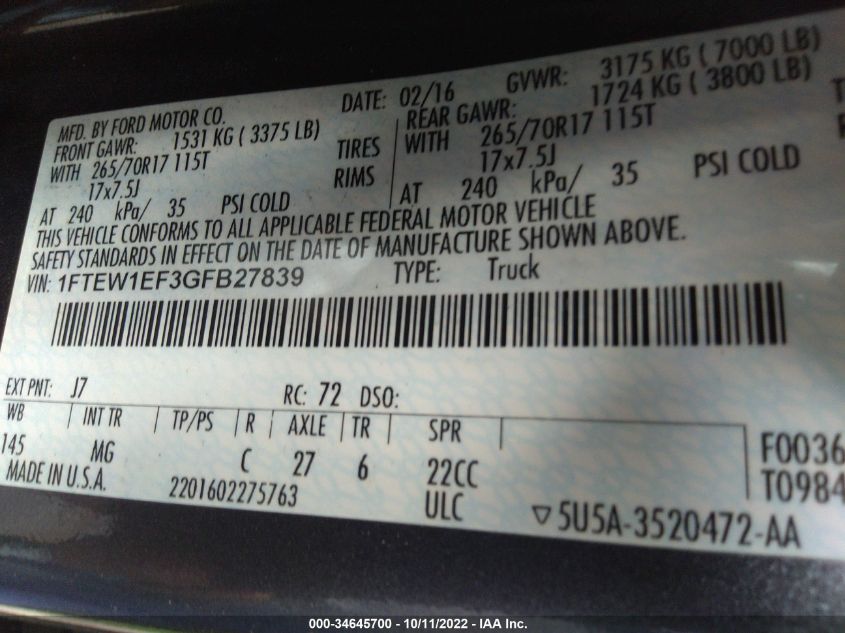 MFD. BY FORD MOTOR CO.
DATE: 02/16 GVWR: 3175 KG ( 7000 LB)
FRONT GAWR: 1531 KG ( 3375 LB)
REAR GAWR: 1724 KG ( 3800 LB)
WITH 265/70R17 115T TIRES
WITH 265/70R17 115T
17x7.5J RIMS
17x7.5J
AT 240 kPa/ 35 PSI COLD
AT 240 kPa/ 35 PSI COLD
THIS VEHICLE CONFORMS TO ALL APPLICABLE FEDERAL MOTOR VEHICLE
SAFETY STANDARDS IN EFFECT ON THE DATE OF MANUFACTURE SHOWN ABOVE.
VIN: 1FTEW1EF3GFB27839 TYPE: Truck
EXT PNT: J7 RC: 72 DSO:
WB INT TR TP/PS R AXLE TR SPR
145 MG C 27 6 22CC F0036
MADE IN U.S.A. 2201602275763 ULC T0984
▽5U5A-3520472-AA
000-34645700 - 10/11/2022 - IAA Inc.